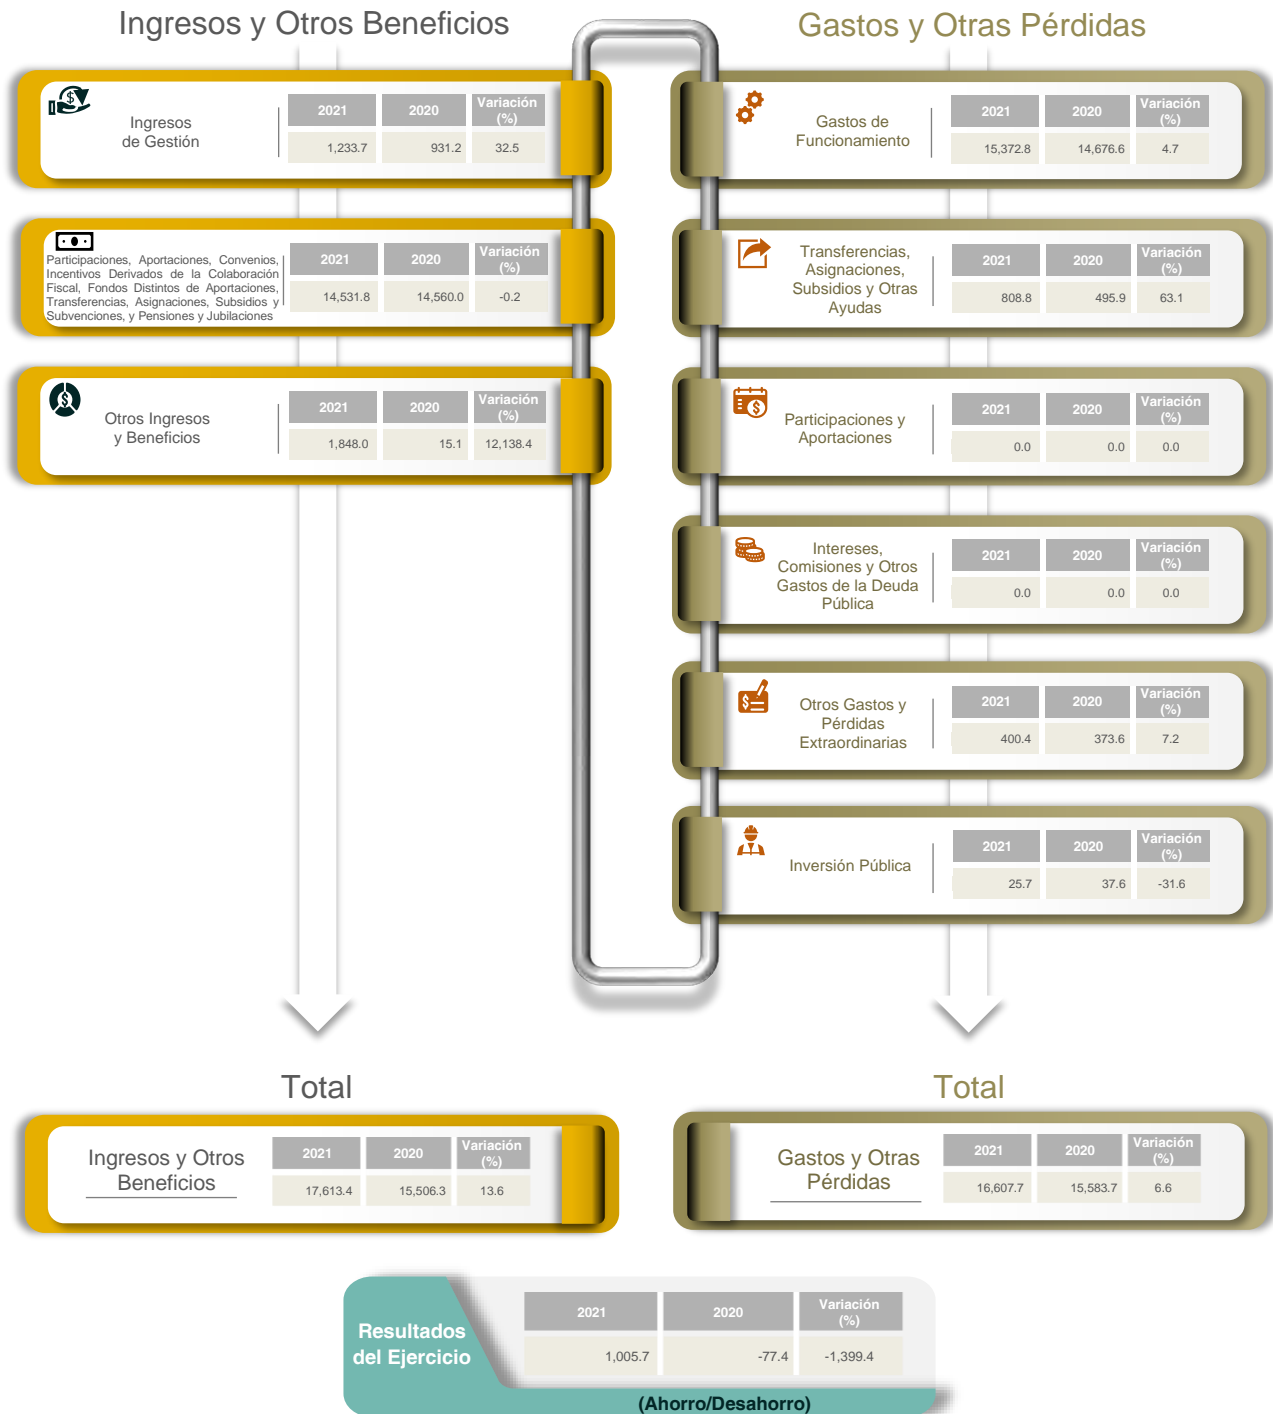 Ingresos y Otros Beneficios
Ingresos
de Gestión
2021 2020 Variación (%)
1,233.7 931.2 32.5
Participaciones, Aportaciones, Convenios,
Incentivos Derivados de la Colaboración
Fiscal, Fondos Distintos de Aportaciones,
Transferencias, Asignaciones, Subsidios y
Subvenciones, y Pensiones y Jubilaciones
2021 2020 Variación (%)
14,531.8 14,560.0 -0.2
Otros Ingresos
y Beneficios
2021 2020 Variación (%)
1,848.0 15.1 12,138.4
Gastos y Otras Pérdidas
Gastos de
Funcionamiento
2021 2020 Variación (%)
15,372.8 14,676.6 4.7
Transferencias,
Asignaciones,
Subsidios y Otras
Ayudas
2021 2020 Variación (%)
808.8 495.9 63.1
Participaciones y
Aportaciones
2021 2020 Variación (%)
0.0 0.0 0.0
Intereses,
Comisiones y Otros
Gastos de la Deuda
Pública
2021 2020 Variación (%)
0.0 0.0 0.0
Otros Gastos y
Pérdidas
Extraordinarias
2021 2020 Variación (%)
400.4 373.6 7.2
Inversión Pública
2021 2020 Variación (%)
25.7 37.6 -31.6
Total
Ingresos y Otros
Beneficios
2021 2020 Variación (%)
17,613.4 15,506.3 13.6
Total
Gastos y Otras
Pérdidas
2021 2020 Variación (%)
16,607.7 15,583.7 6.6
Resultados
del Ejercicio
2021 2020 Variación (%)
1,005.7 -77.4 -1,399.4
(Ahorro/Desahorro)